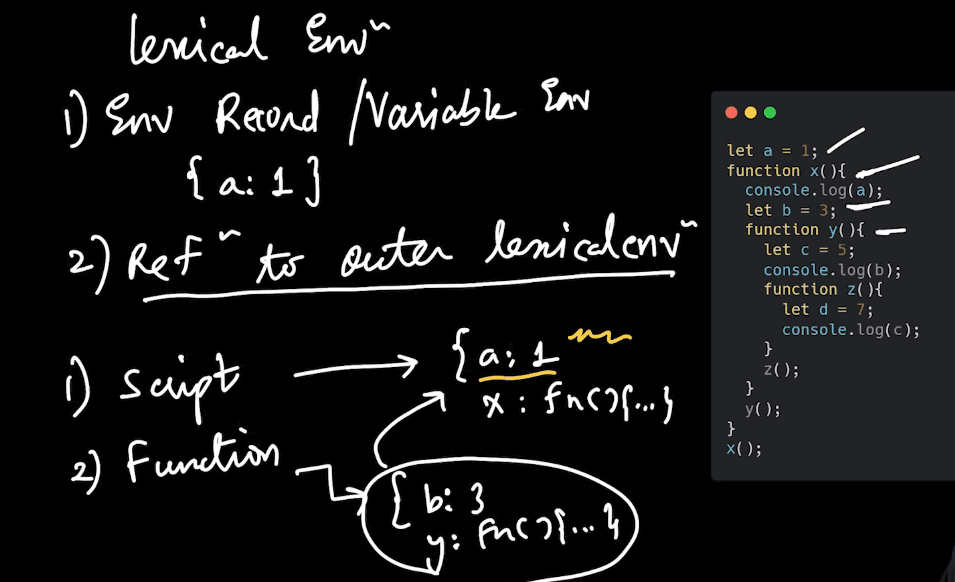 lexical Envⁿ
1) Env Record /Variable Env
{ a: 1 }
2) Refⁿ to outer lexicalenvⁿ
1) Script
{ a: 1
x : fn(){...}
2) Function
{ b: 3
y: fn(){...}
let a = 1;
function x(){
console.log(a);
let b = 3;
function y(){
let c = 5;
console.log(b);
function z(){
let d = 7;
console.log(c);
}
z();
}
y();
}
x();